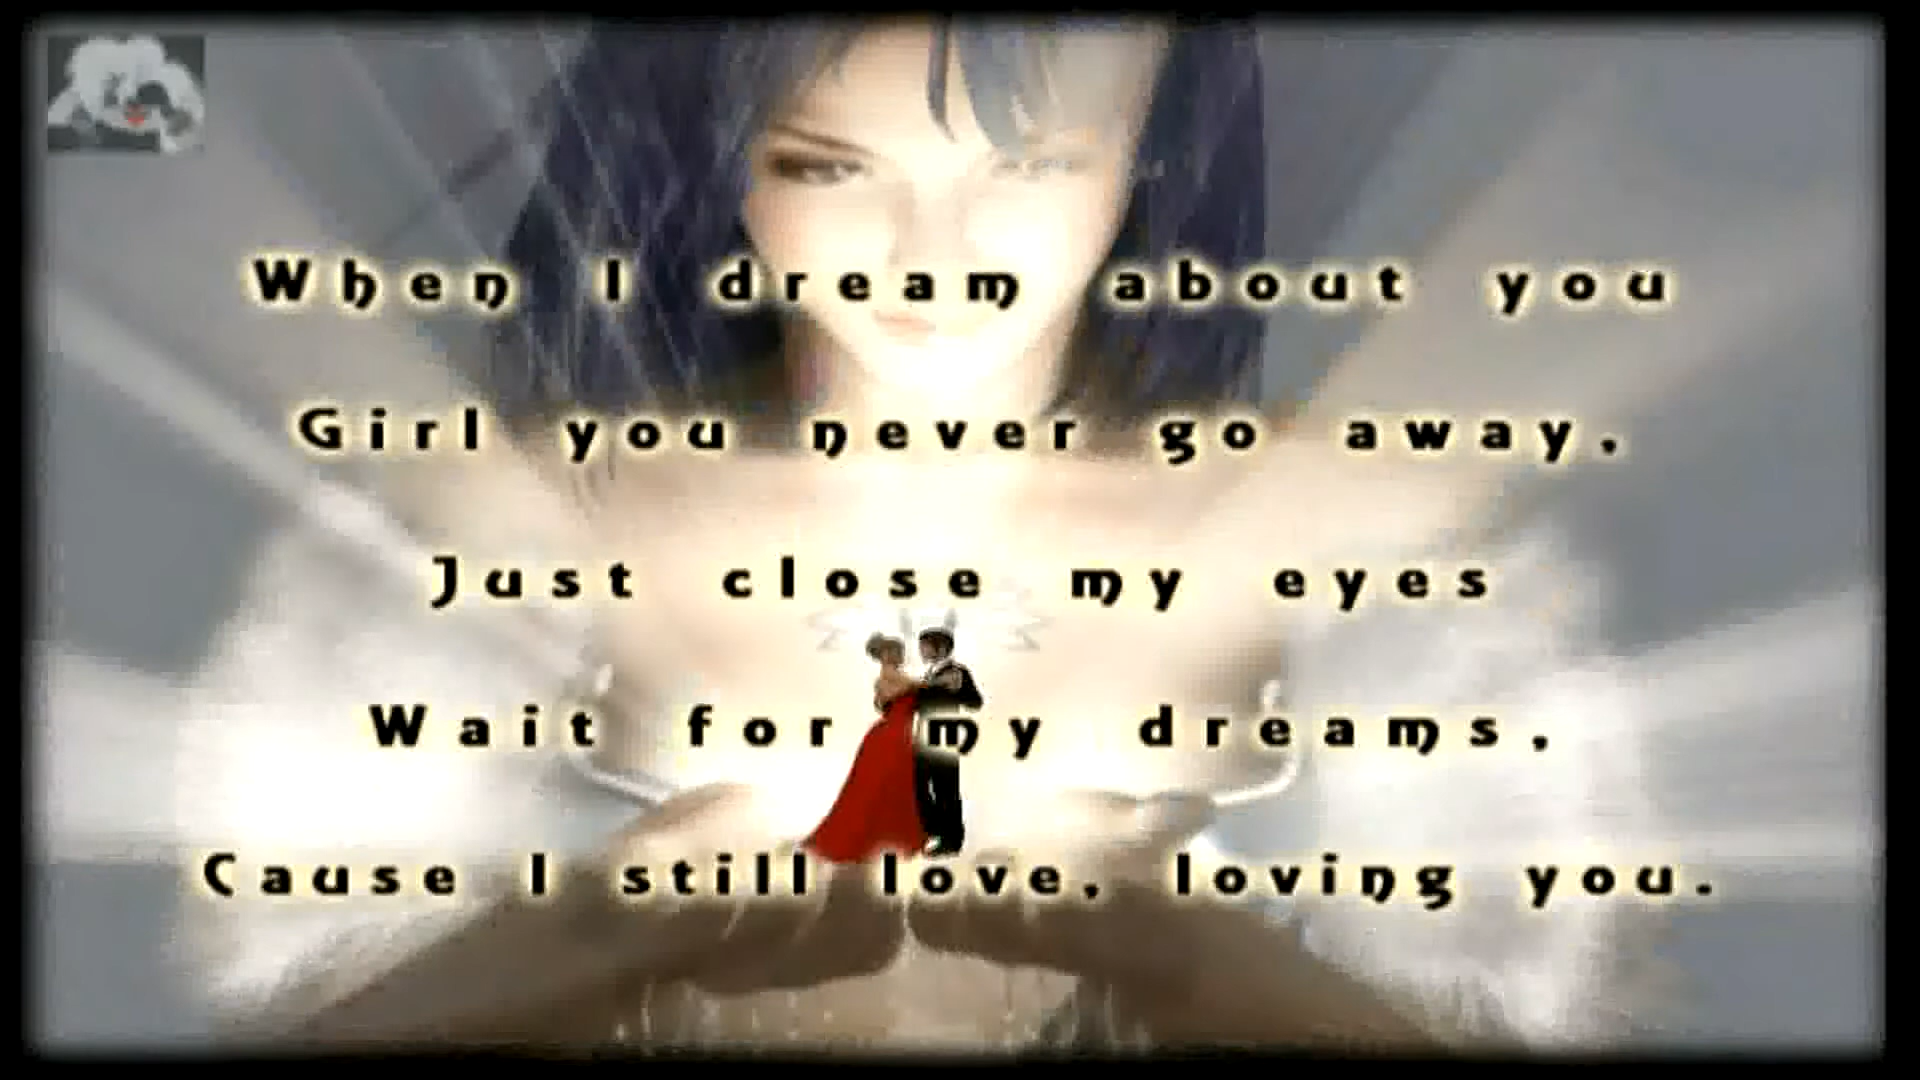 When I dream about you
Girl you never go away.
Just close my eyes
Wait for my dreams,
Cause I still love, loving you.